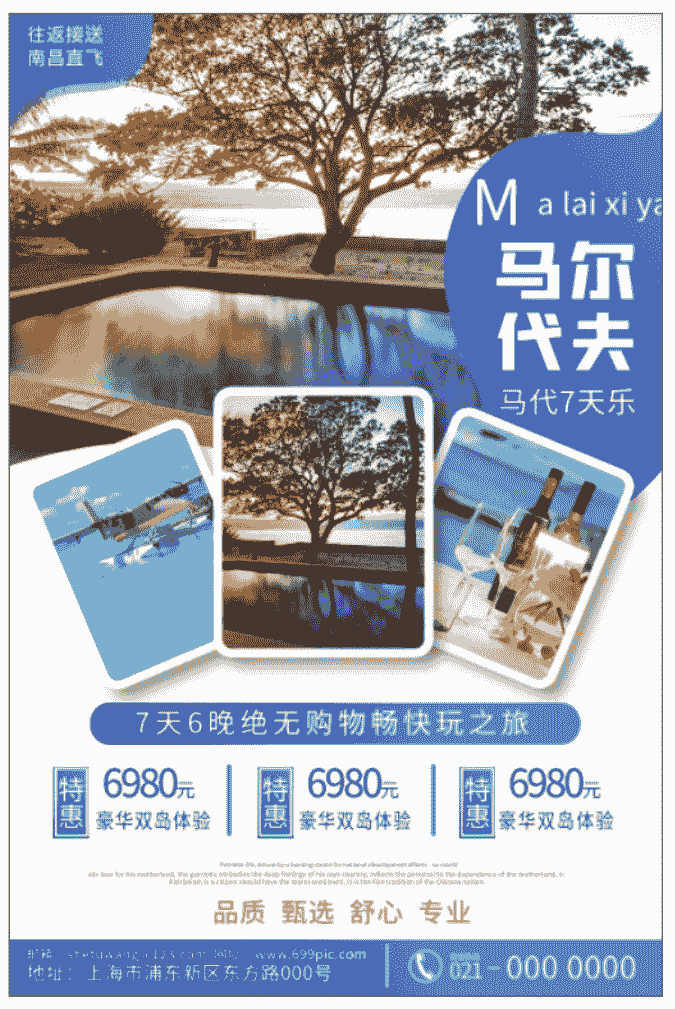 往返接送
南昌直飞
M a lai xi ya
马尔
代夫
马代7天乐
7天6晚绝无购物畅快玩之旅
特惠 6980元 豪华双岛体验
特惠 6980元 豪华双岛体验
特惠 6980元 豪华双岛体验
品质 甄选 舒心 专业
www.699pic.com
地址：上海市浦东新区东方路000号
021-000 0000